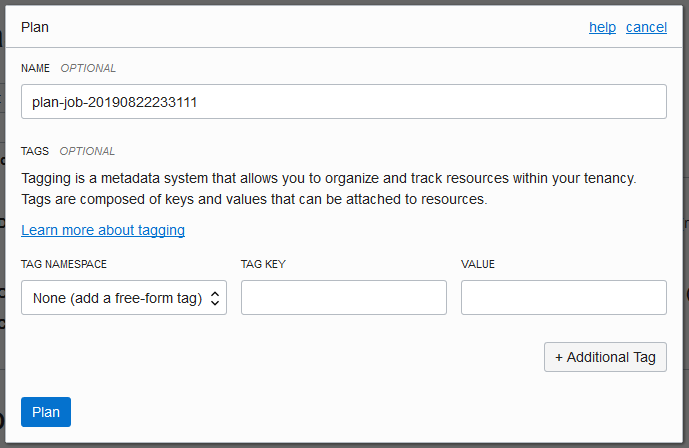 Plan help cancel
NAME OPTIONAL
plan-job-20190822233111
TAGS OPTIONAL
Tagging is a metadata system that allows you to organize and track resources within your tenancy.
Tags are composed of keys and values that can be attached to resources.
Learn more about tagging
TAG NAMESPACE TAG KEY VALUE
None (add a free-form tag)
+ Additional Tag
Plan